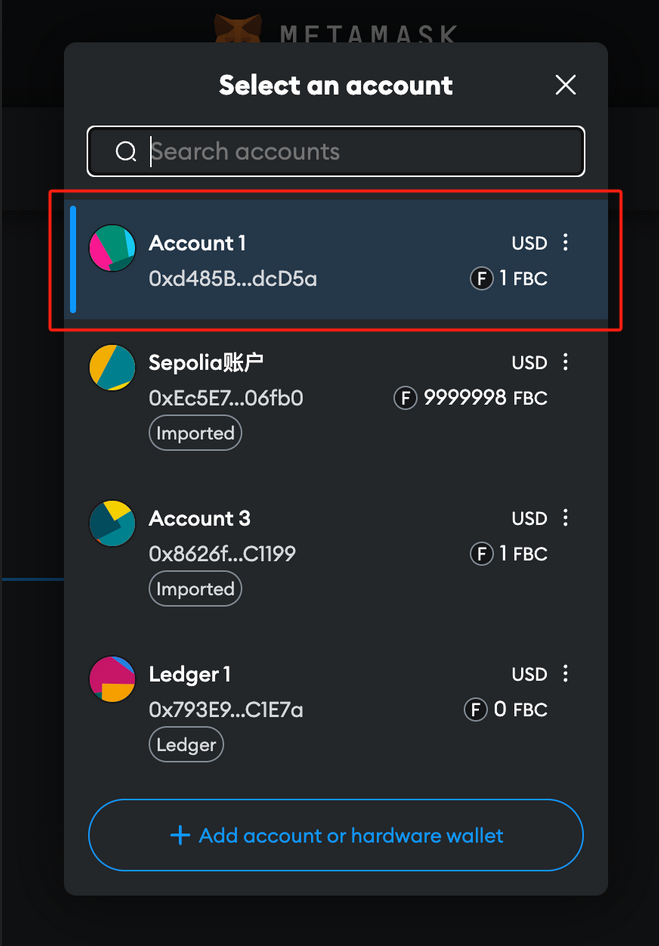 METAMASK
Select an account
Search accounts
Account 1
USD
0xd485B...dcD5a
F 1 FBC
Sepolia账户
USD
0xEc5E7...06fb0
F 9999998 FBC
Imported
Account 3
USD
0x8626f...C1199
F 1 FBC
Imported
Ledger 1
USD
0x793E9...C1E7a
F 0 FBC
Ledger
+ Add account or hardware wallet